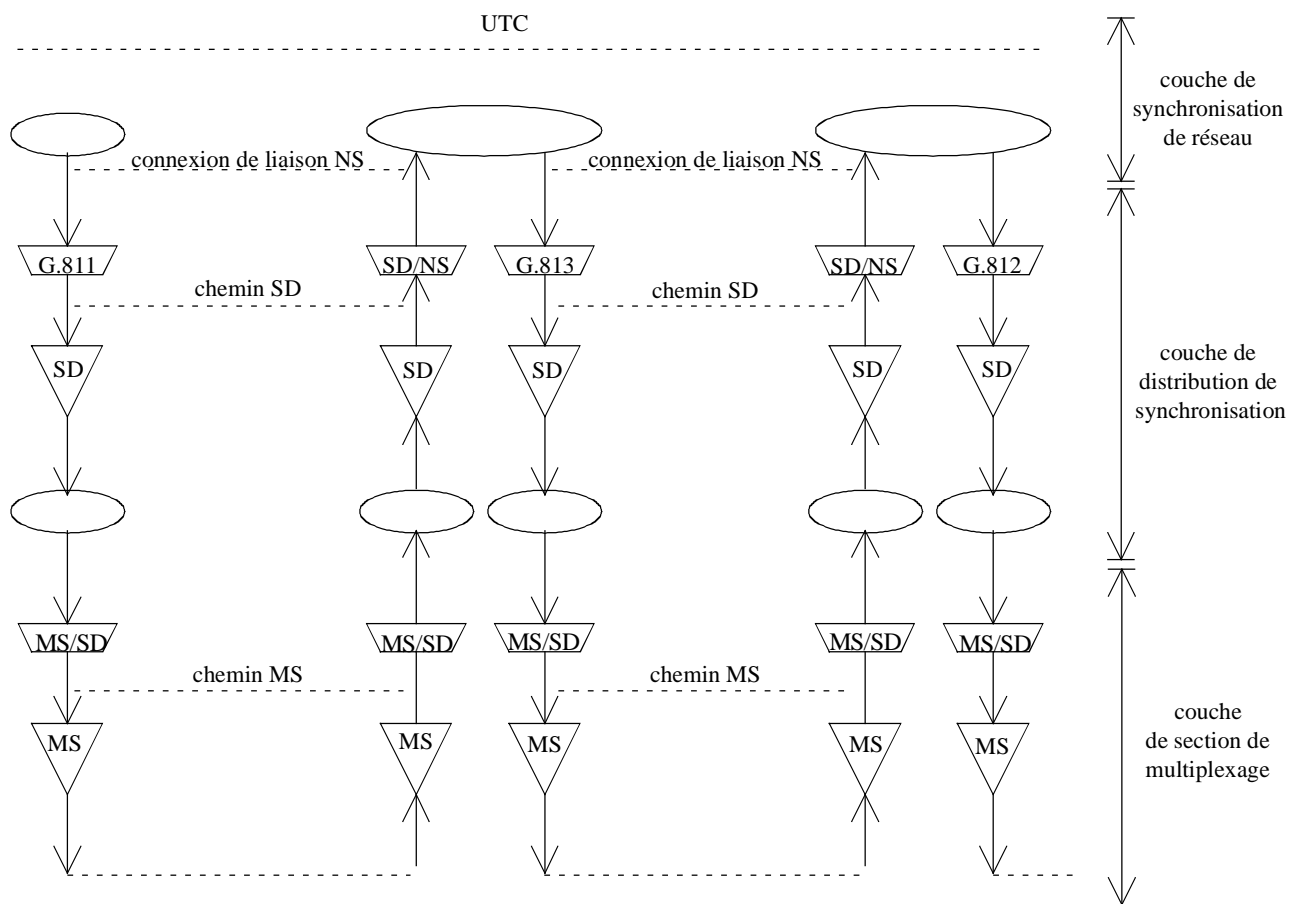 UTC
couche de
synchronisation
de réseau
connexion de liaison NS
connexion de liaison NS
G.811
SD/NS
G.813
SD/NS
G.812
chemin SD
chemin SD
SD
SD
SD
SD
SD
couche de
distribution de
synchronisation
MS/SD
MS/SD
MS/SD
MS/SD
MS/SD
chemin MS
chemin MS
MS
MS
MS
MS
MS
couche
de section de
multiplexage